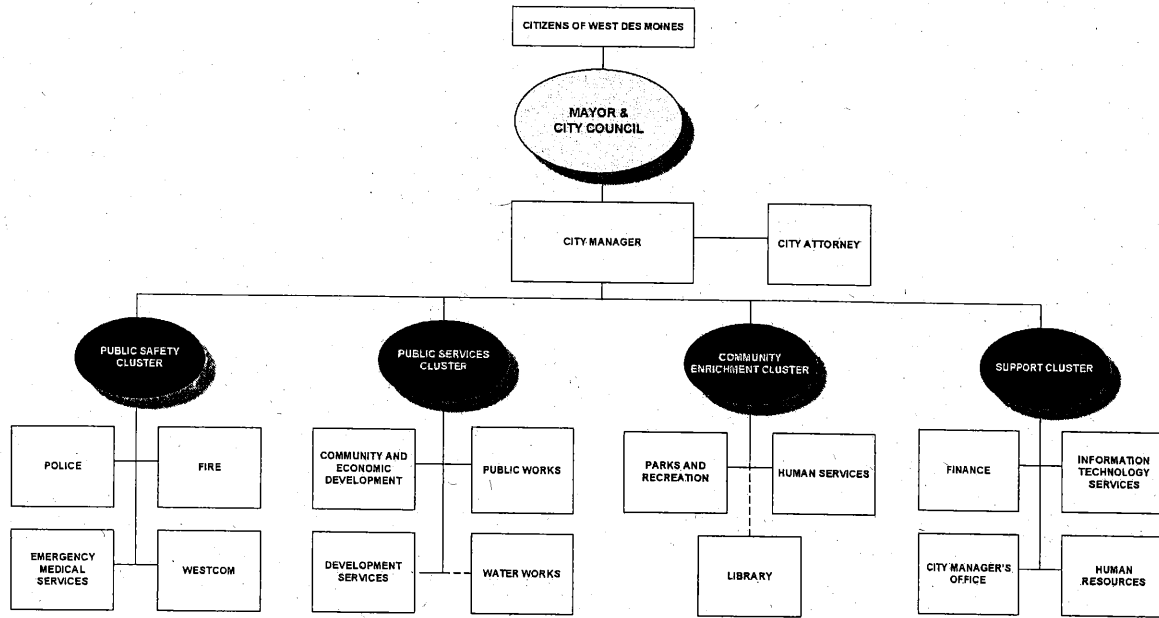 CITIZENS OF WEST DES MOINES
MAYOR &
CITY COUNCIL
CITY MANAGER
CITY ATTORNEY
PUBLIC SAFETY
CLUSTER
PUBLIC SERVICES
CLUSTER
COMMUNITY
ENRICHMENT CLUSTER
SUPPORT CLUSTER
POLICE
FIRE
COMMUNITY AND
ECONOMIC
DEVELOPMENT
PUBLIC WORKS
PARKS AND
RECREATION
HUMAN SERVICES
FINANCE
INFORMATION
TECHNOLOGY
SERVICES
EMERGENCY
MEDICAL
SERVICES
WESTCOM
DEVELOPMENT
SERVICES
WATER WORKS
LIBRARY
CITY MANAGER'S
OFFICE
HUMAN
RESOURCES